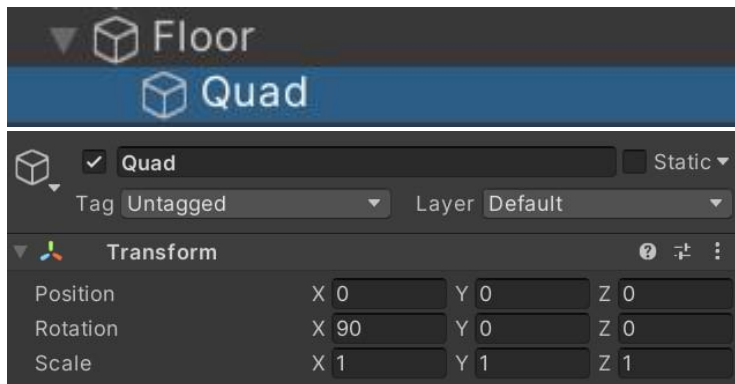 Floor
Quad
Quad Static
Tag Untagged Layer Default
Transform
Position X 0 Y 0 Z 0
Rotation X 90 Y 0 Z 0
Scale X 1 Y 1 Z 1